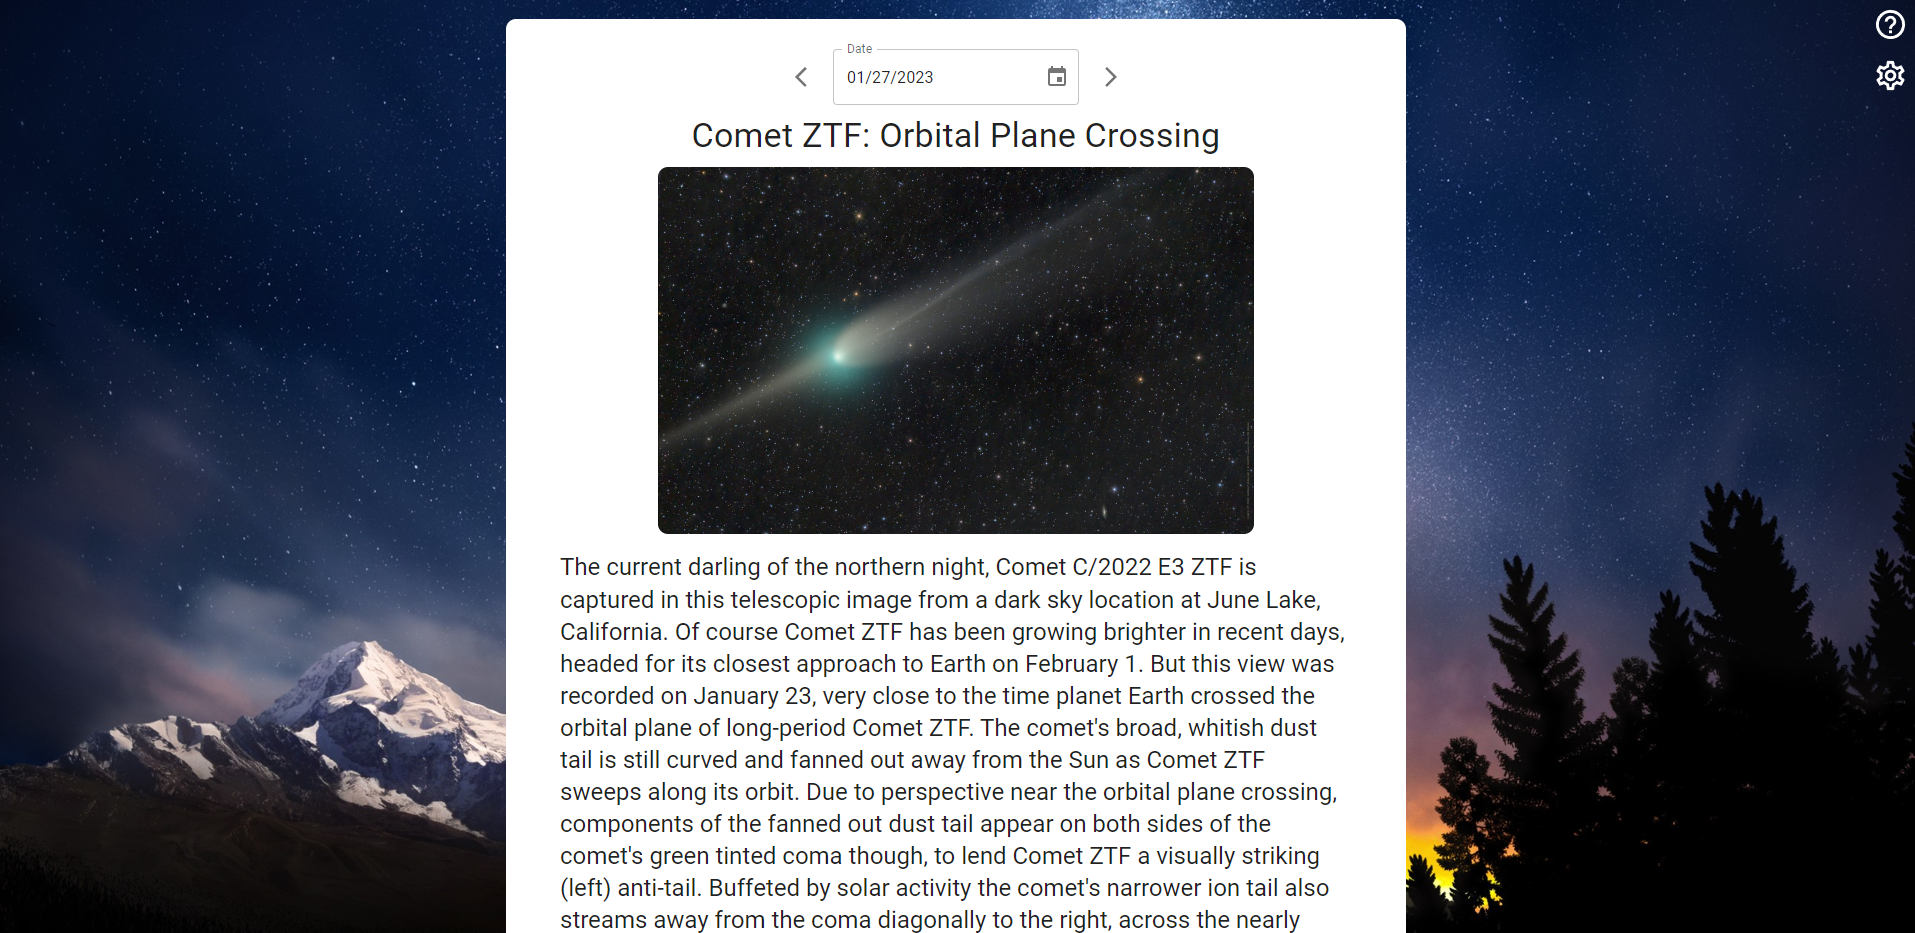 Date
01/27/2023
Comet ZTF: Orbital Plane Crossing
The current darling of the northern night, Comet C/2022 E3 ZTF is
captured in this telescopic image from a dark sky location at June Lake,
California. Of course Comet ZTF has been growing brighter in recent days,
headed for its closest approach to Earth on February 1. But this view was
recorded on January 23, very close to the time planet Earth crossed the
orbital plane of long-period Comet ZTF. The comet's broad, whitish dust
tail is still curved and fanned out away from the Sun as Comet ZTF
sweeps along its orbit. Due to perspective near the orbital plane crossing,
components of the fanned out dust tail appear on both sides of the
comet's green tinted coma though, to lend Comet ZTF a visually striking
(left) anti-tail. Buffeted by solar activity the comet's narrower ion tail also
streams away from the coma diagonally to the right, across the nearly